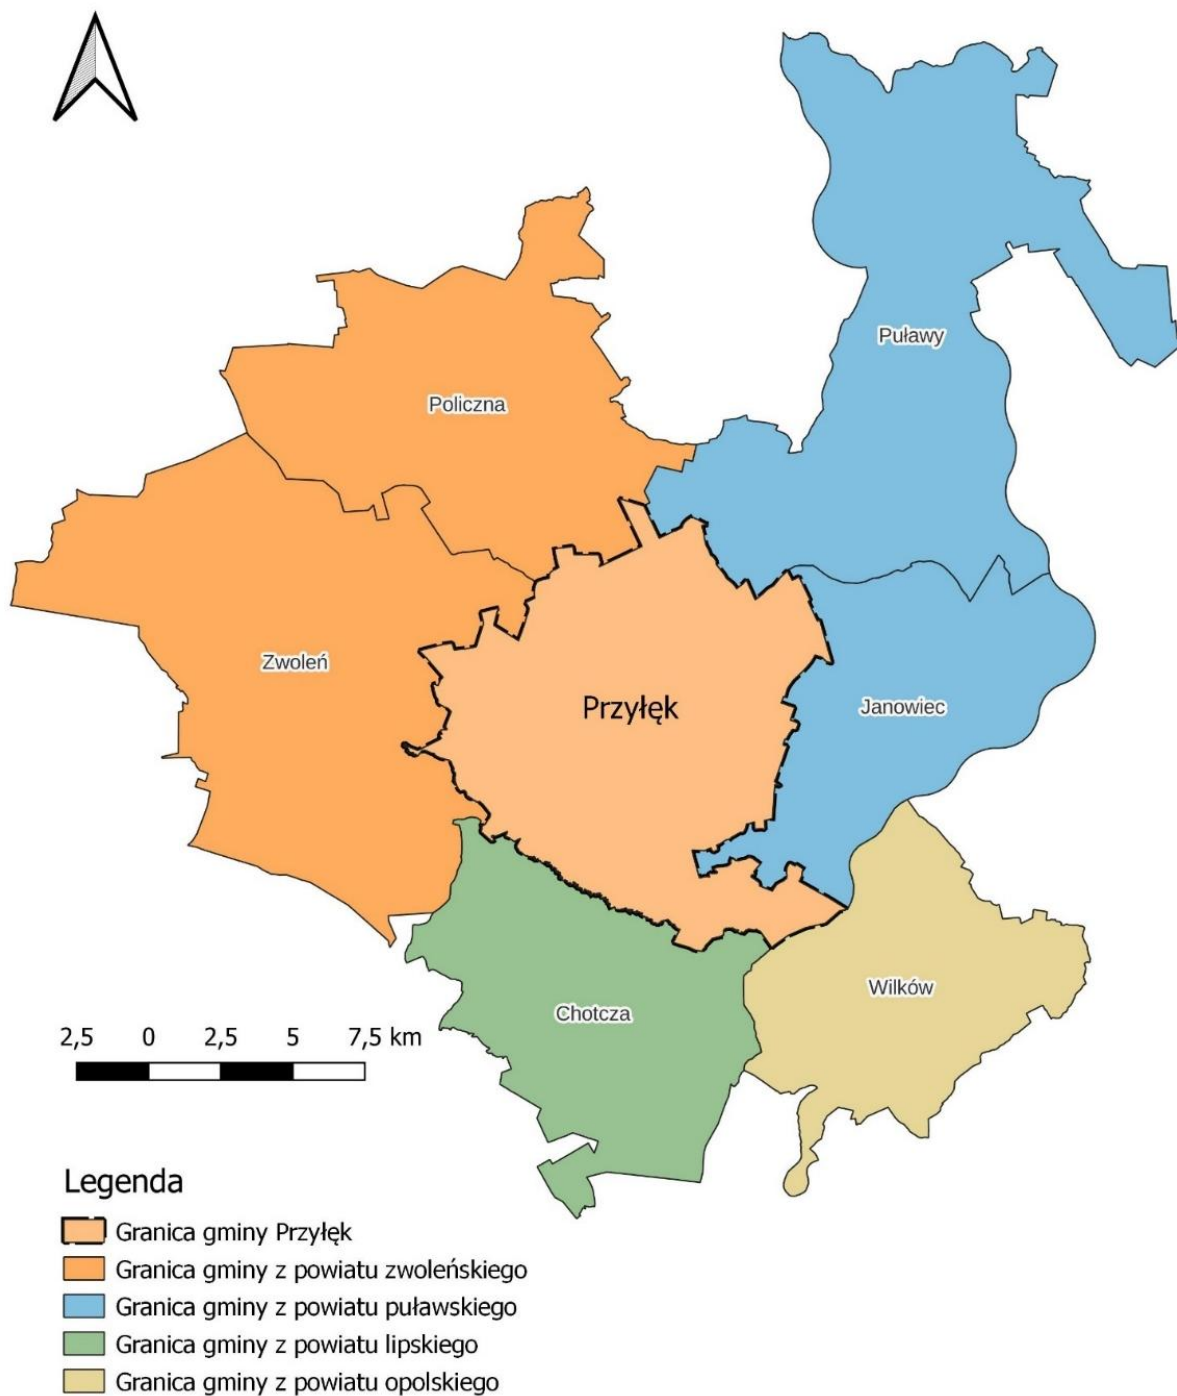 Puławy
Policzna
Zwoleń
Przyłęk
Janowiec
Wilków
Chotcza
2,5 0 2,5 5 7,5 km
Legenda
Granica gminy Przyłęk
Granica gminy z powiatu zwoleńskiego
Granica gminy z powiatu puławskiego
Granica gminy z powiatu lipskiego
Granica gminy z powiatu opolskiego